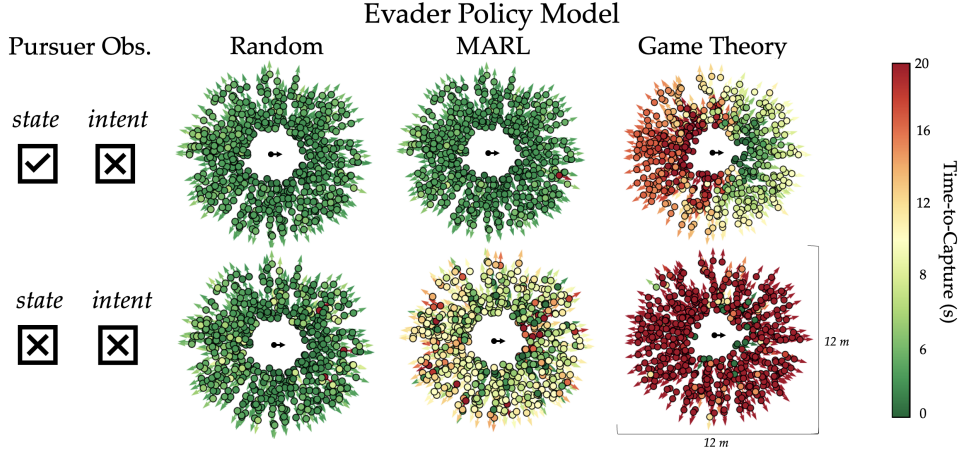 Evader Policy Model
Pursuer Obs. Random MARL Game Theory
state intent
state intent
20
16
12
8
6
0
Time-to-Capture (s)
12 m
12 m